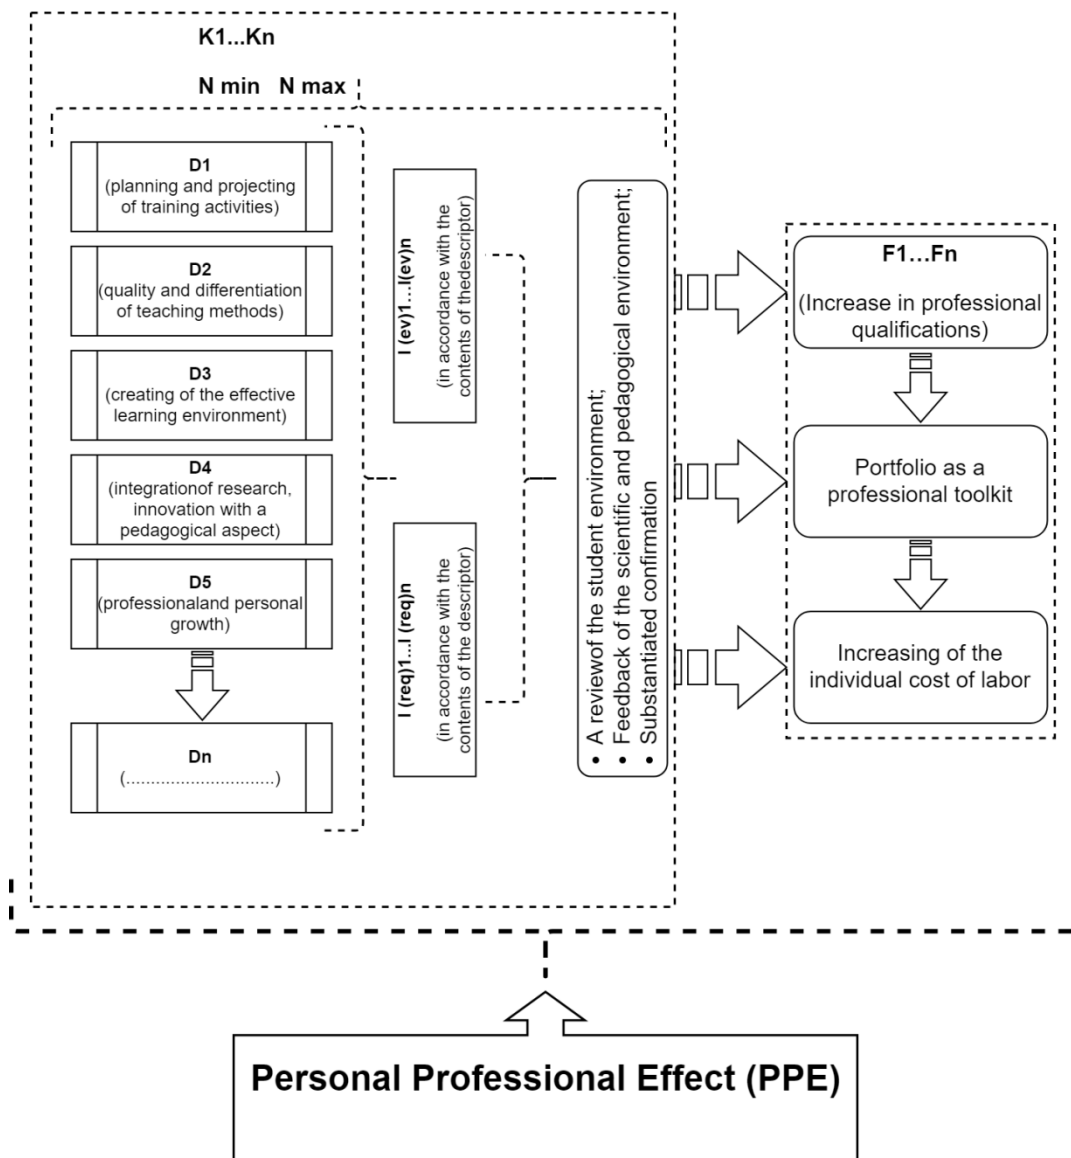 K1...Kn
N min N max
D1
(planning and projecting
of training activities)
D2
(quality and differentiation
of teaching methods)
D3
(creating of the effective
learning environment)
D4
(integrationof research,
innovation with a
pedagogical aspect)
D5
(professionaland personal
growth)
Dn
(..............................)
I (ev)1...I(ev)n
(in accordance with the
contents of thedescriptor)
I (req)1...I (req)n
(in accordance with the
contents of the descriptor)
• A reviewof the student environment;
• Feedback of the scientific and pedagogical environment;
• Substantiated confirmation
F1...Fn
(Increase in professional
qualifications)
Portfolio as a
professional toolkit
Increasing of the
individual cost of labor
Personal Professional Effect (PPE)